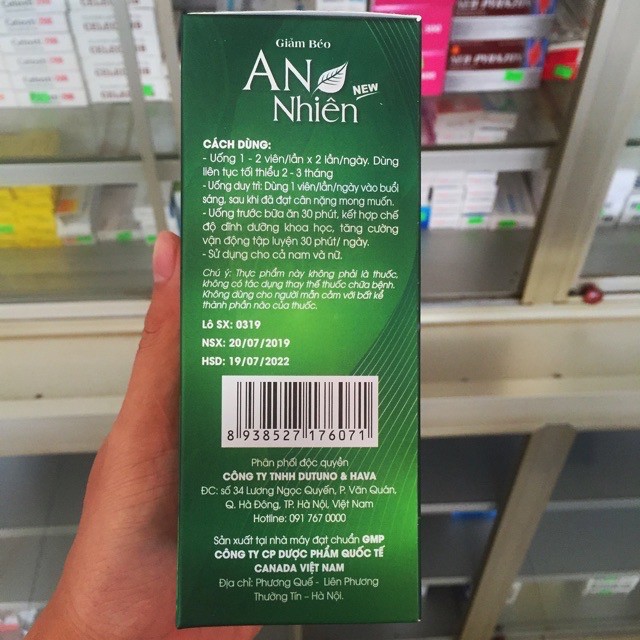 Giảm Béo
AN
Nhiên
NEW
CÁCH DÙNG:
- Uống 1 - 2 viên/lần x 2 lần/ngày. Dùng
liên tục tối thiểu 2 - 3 tháng
- Uống duy trì: Dùng 1 viên/lần/ngày vào buổi
sáng, sau khi đã đạt cân nặng mong muốn.
- Uống trước bữa ăn 30 phút, kết hợp chế
độ dinh dưỡng khoa học, tăng cường
vận động tập luyện 30 phút/ ngày.
- Sử dụng cho cả nam và nữ.
Chú ý: Thực phẩm này không phải là thuốc,
không có tác dụng thay thế thuốc chữa bệnh.
Không dùng cho người mẫn cảm với bất kể
thành phần nào của thuốc.
Lô SX: 0319
NSX: 20/07/2019
HSD: 19/07/2022
8 938527 176071
Phân phối độc quyền
CÔNG TY TNHH DUTUNO & HAVA
ĐC: số 34 Lương Ngọc Quyến, P. Văn Quán,
Q. Hà Đông, TP. Hà Nội, Việt Nam
Hotline: 091 767 0000
Sản xuất tại nhà máy đạt chuẩn GMP
CÔNG TY CP DƯỢC PHẨM QUỐC TẾ
CANADA VIỆT NAM
Địa chỉ: Phương Quế - Liên Phương
Thường Tín – Hà Nội.